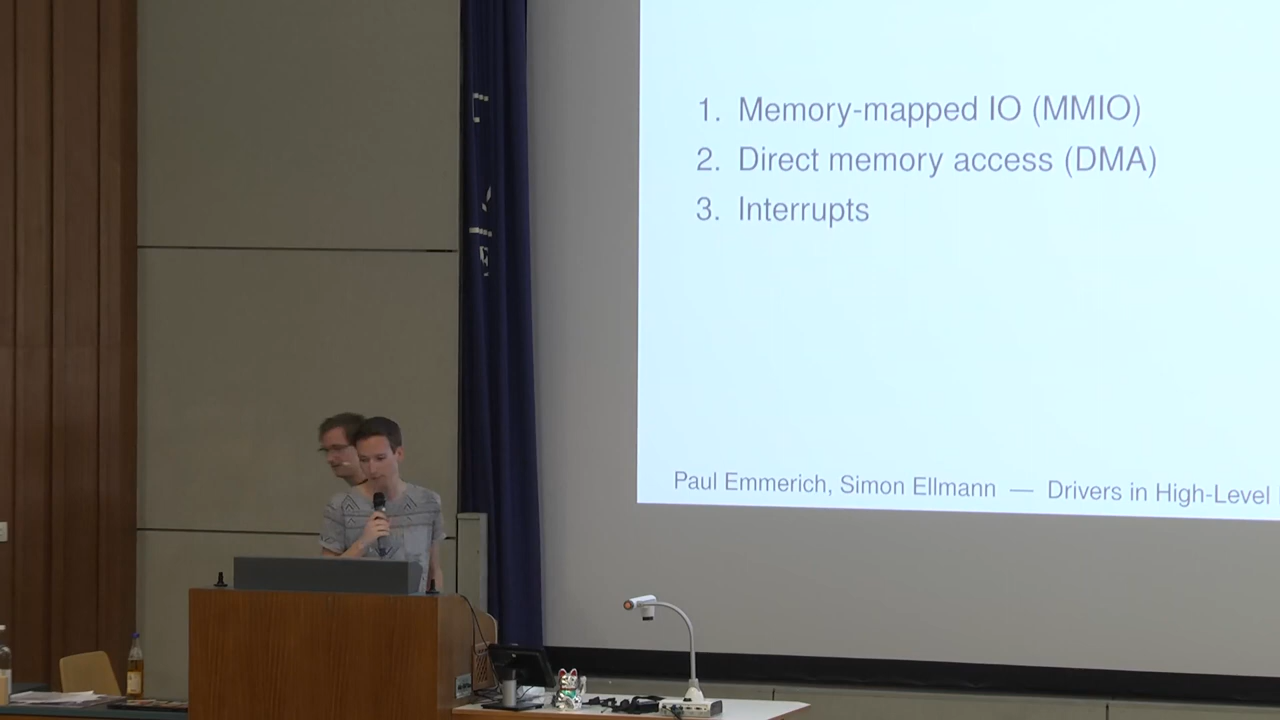 1. Memory-mapped IO (MMIO)
2. Direct memory access (DMA)
3. Interrupts
Paul Emmerich, Simon Ellmann — Drivers in High-Level